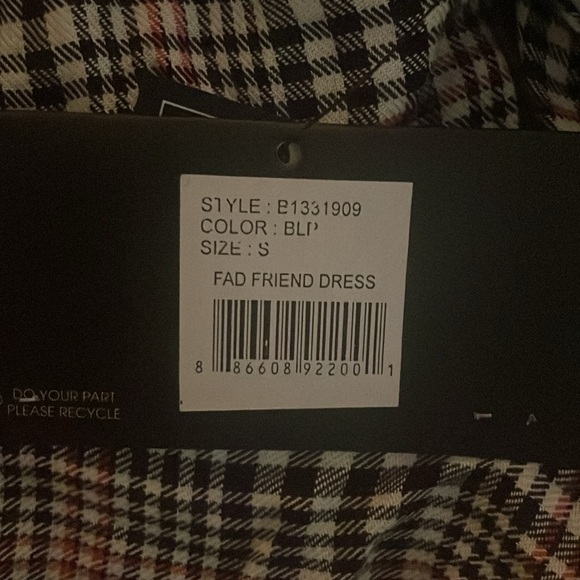 STYLE : B1331909
COLOR : BLP
SIZE : S
FAD FRIEND DRESS
8 86608 92200 1
DO YOUR PART
PLEASE RECYCLE